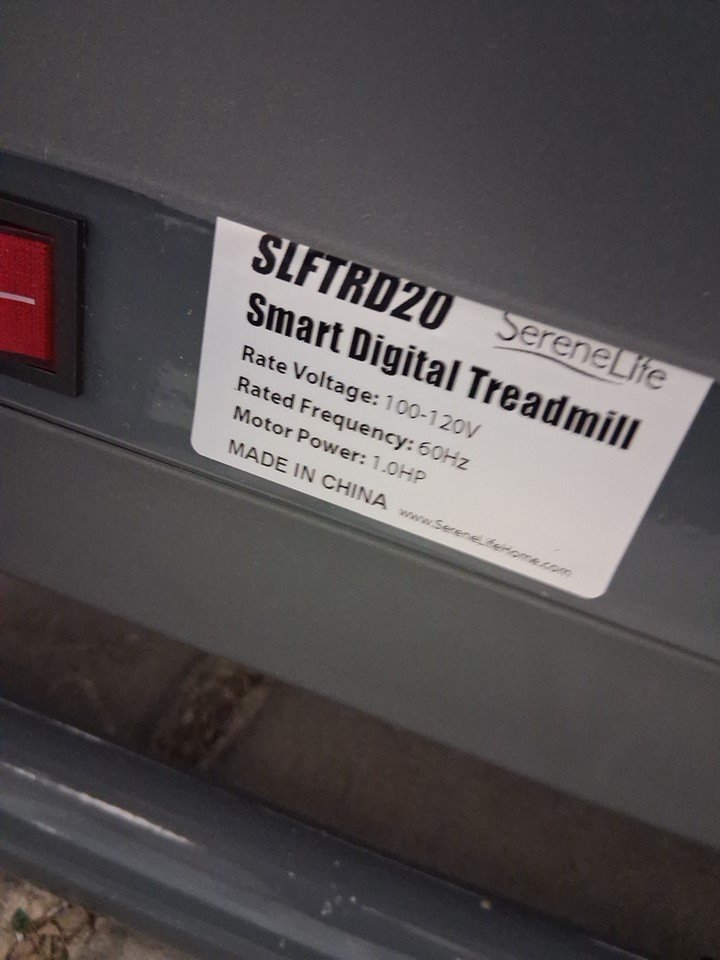 SLFTRD20
SereneLife
Smart Digital Treadmill
Rate Voltage: 100-120V
Rated Frequency: 60Hz
Motor Power: 1.0HP
MADE IN CHINA
www.SereneLifeHome.com